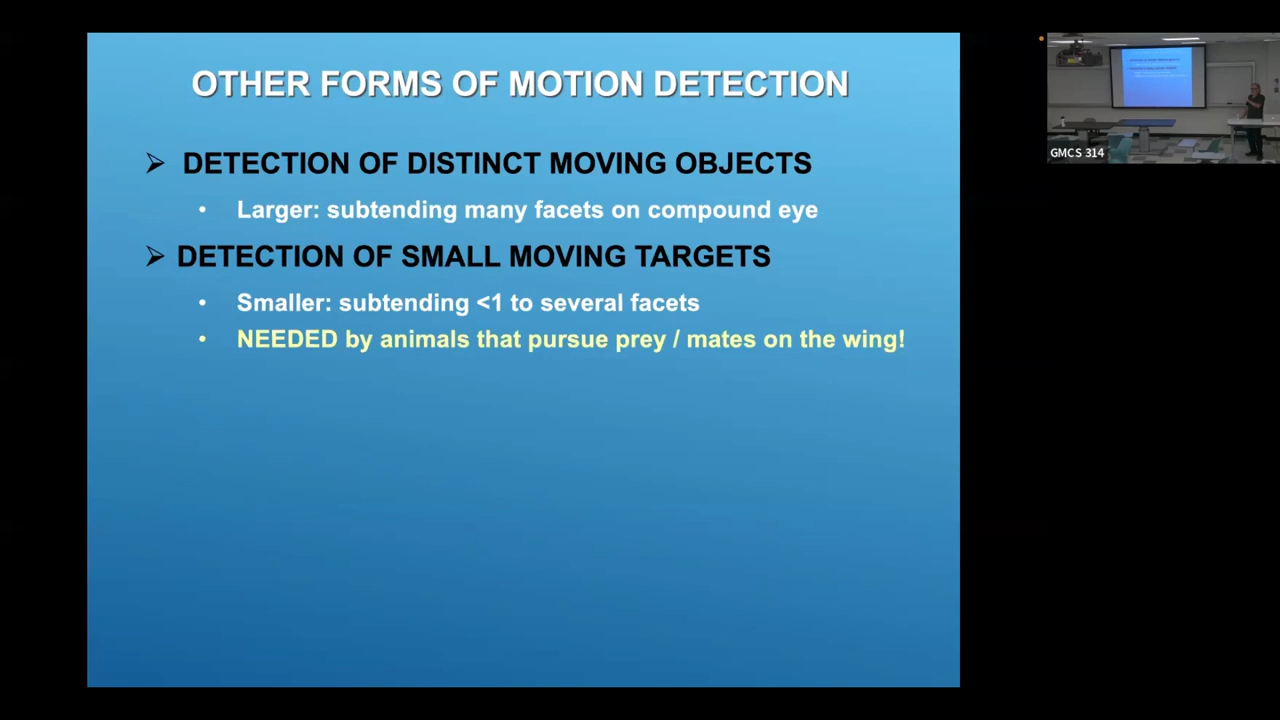 OTHER FORMS OF MOTION DETECTION
➢ DETECTION OF DISTINCT MOVING OBJECTS
• Larger: subtending many facets on compound eye
➢ DETECTION OF SMALL MOVING TARGETS
• Smaller: subtending <1 to several facets
• NEEDED by animals that pursue prey / mates on the wing!
GMCS 314